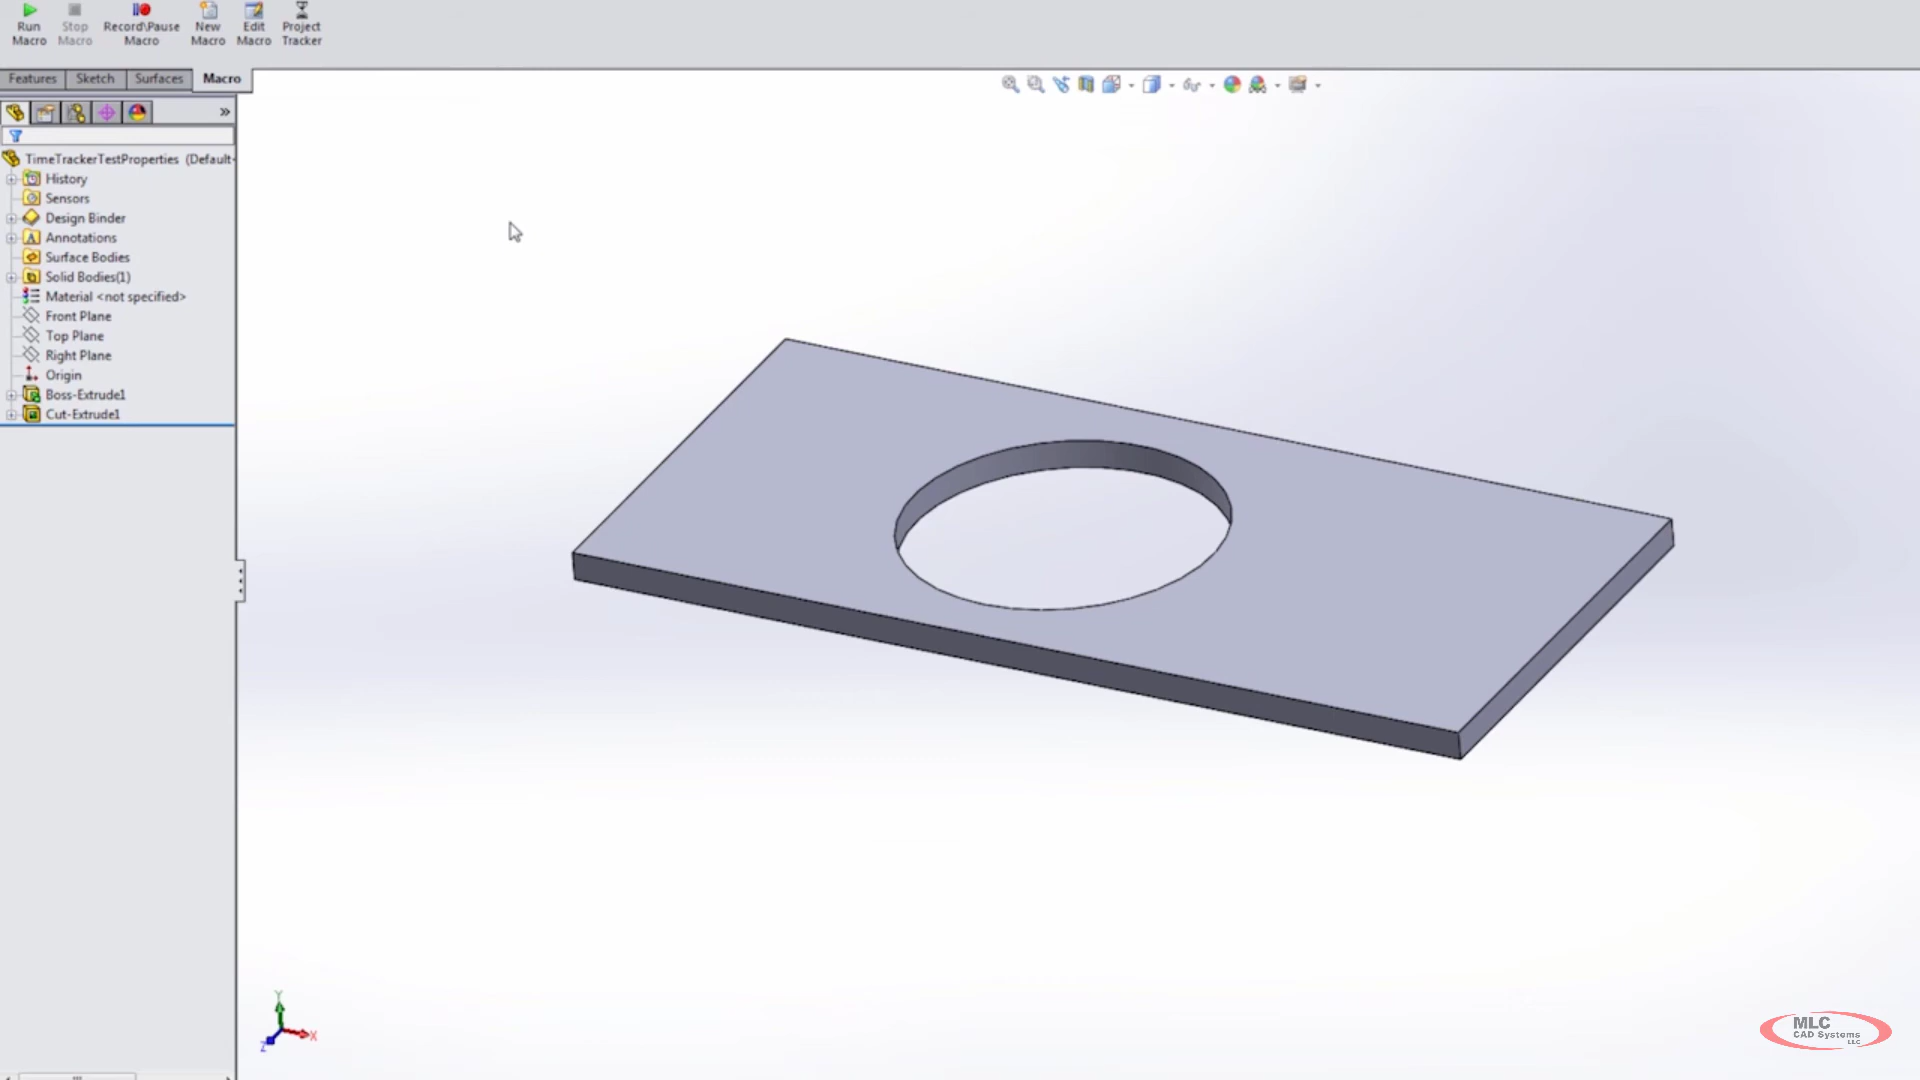 Run Macro
Stop Macro
Record\Pause Macro
New Macro
Edit Macro
Project Tracker
Features
Sketch
Surfaces
Macro
»
TimeTrackerTestProperties (Default-
History
Sensors
Design Binder
Annotations
Surface Bodies
Solid Bodies(1)
Material <not specified>
Front Plane
Top Plane
Right Plane
Origin
Boss-Extrude1
Cut-Extrude1
Y
X
Z
MLC
CAD Systems
LLC